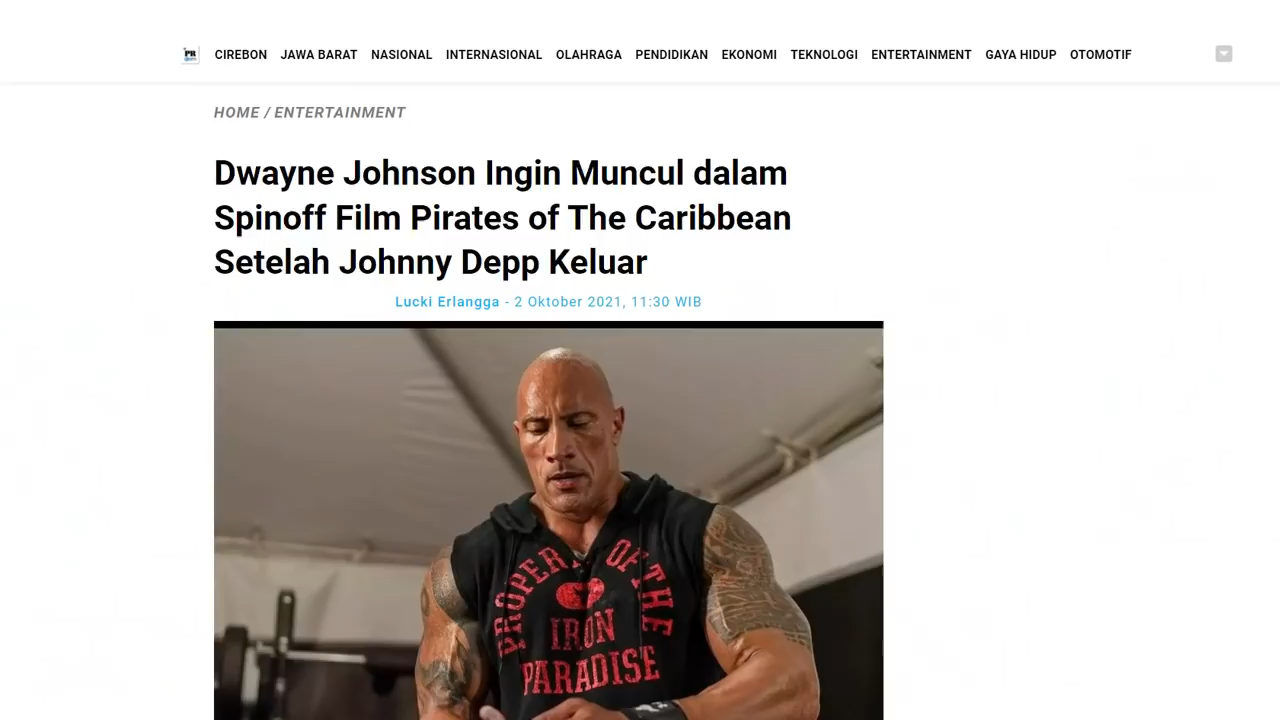 PR
CIREBON JAWA BARAT NASIONAL INTERNASIONAL OLAHRAGA PENDIDIKAN EKONOMI TEKNOLOGI ENTERTAINMENT GAYA HIDUP OTOMOTIF
HOME / ENTERTAINMENT
Dwayne Johnson Ingin Muncul dalam
Spinoff Film Pirates of The Caribbean
Setelah Johnny Depp Keluar
Lucki Erlangga - 2 Oktober 2021, 11:30 WIB
PROPERTY OF THE
IRON
PARADISE